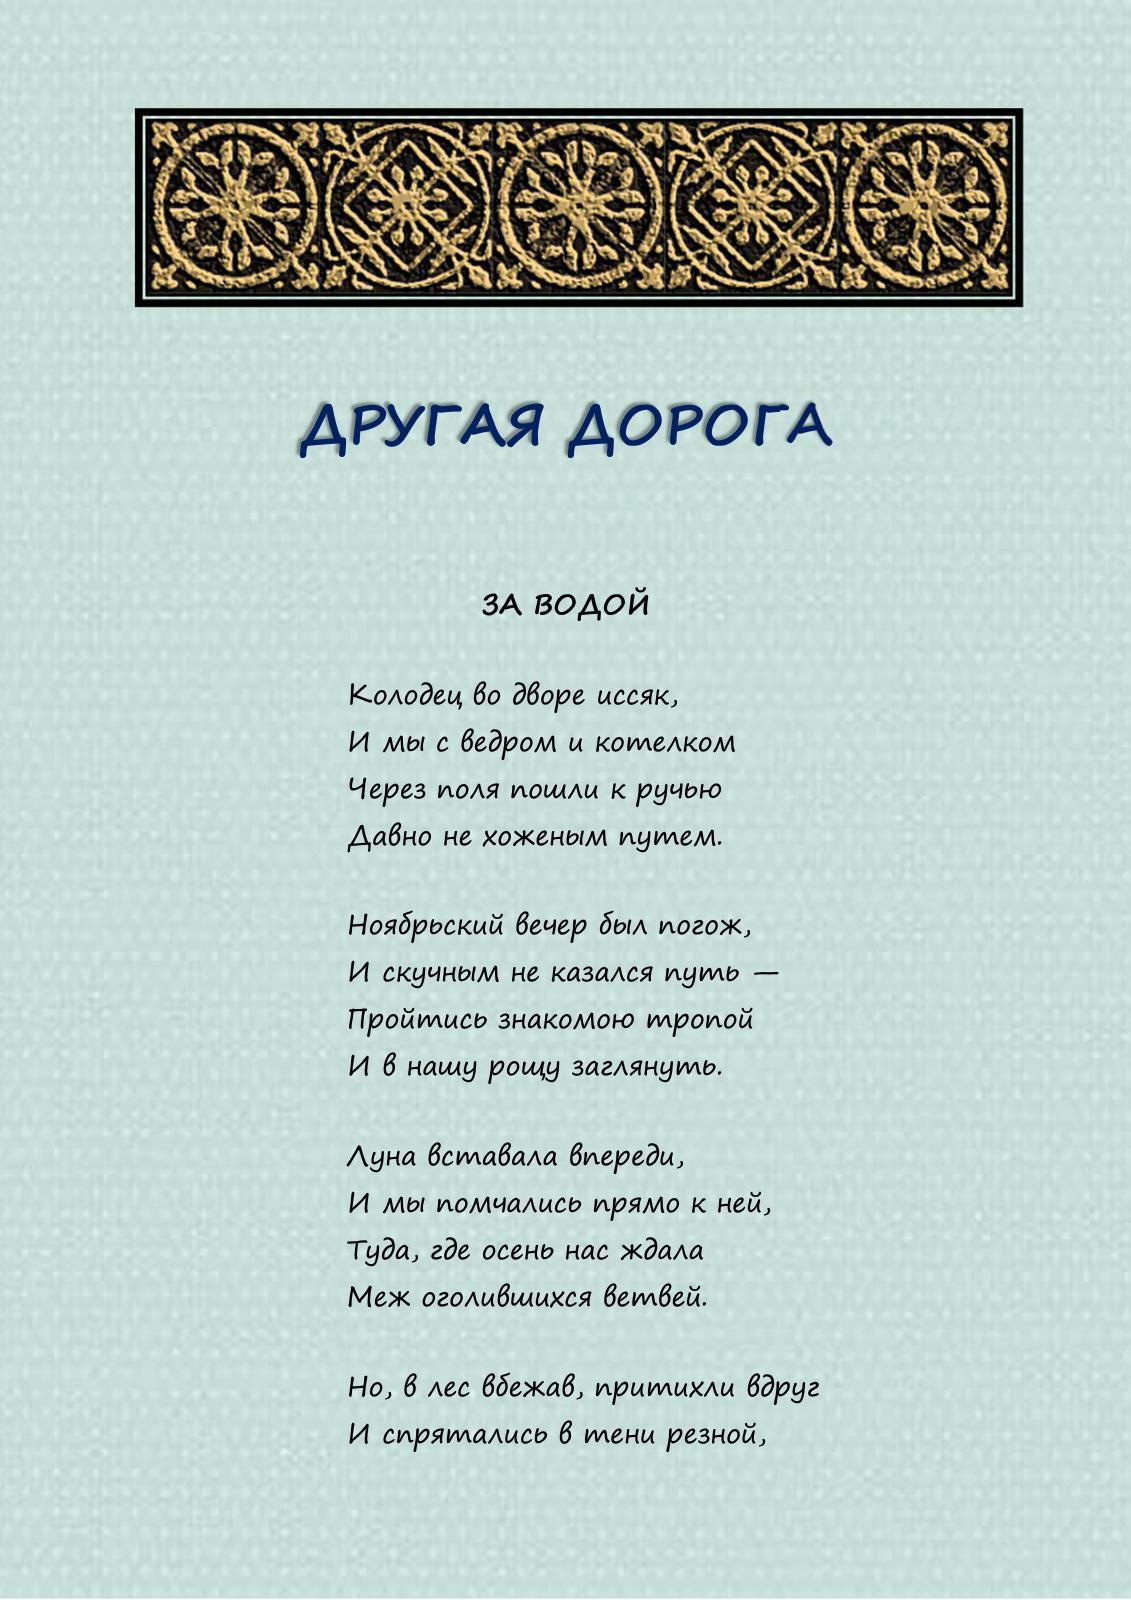 ДРУГАЯ ДОРОГА
ЗА ВОДОЙ
Колодец во дворе иссяк,
И мы с ведром и котелком
Через поля пошли к ручью
Давно не хоженым путем.
Ноябрьский вечер был погож,
И скучным не казался путь —
Пройтись знакомою тропой
И в нашу рощу заглянуть.
Луна вставала впереди,
И мы помчались прямо к ней,
Туда, где осень нас ждала
Меж оголившихся ветвей.
Но, в лес вбежав, притихли вдруг
И спрятались в тени резной,